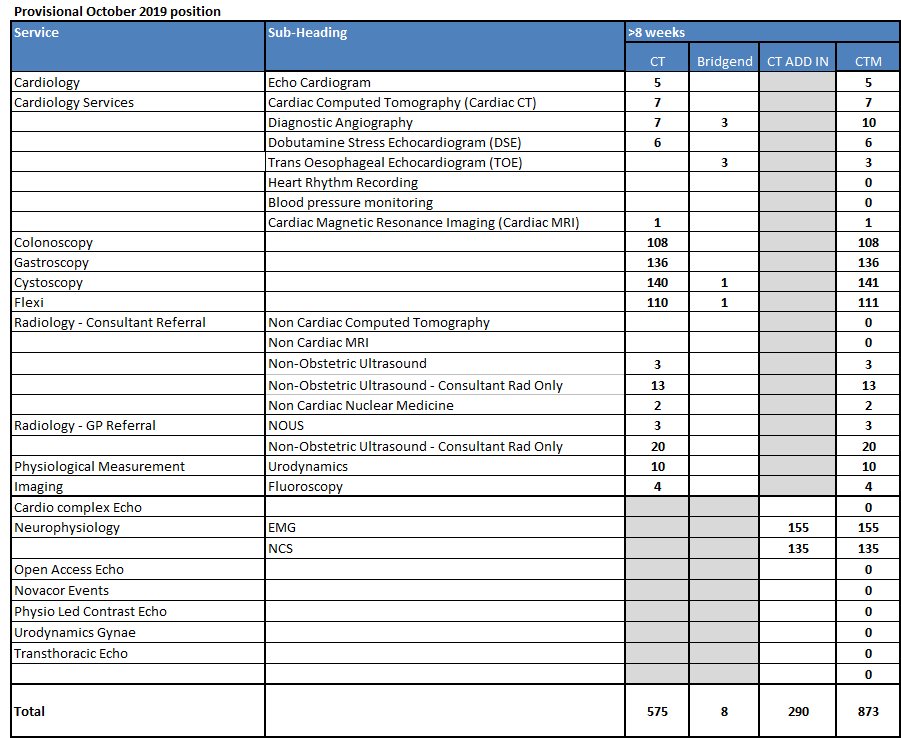 Provisional October 2019 position
Service Sub-Heading >8 weeks
CT Bridgend CT ADD IN CTM
Cardiology Echo Cardiogram 5 5
Cardiology Services Cardiac Computed Tomography (Cardiac CT) 7 7
Diagnostic Angiography 7 3 10
Dobutamine Stress Echocardiogram (DSE) 6 6
Trans Oesophageal Echocardiogram (TOE) 3 3
Heart Rhythm Recording 0
Blood pressure monitoring 0
Cardiac Magnetic Resonance Imaging (Cardiac MRI) 1 1
Colonoscopy 108 108
Gastroscopy 136 136
Cystoscopy 140 1 141
Flexi 110 1 111
Radiology - Consultant Referral Non Cardiac Computed Tomography 0
Non Cardiac MRI 0
Non-Obstetric Ultrasound 3 3
Non-Obstetric Ultrasound - Consultant Rad Only 13 13
Non Cardiac Nuclear Medicine 2 2
Radiology - GP Referral NOUS 3 3
Non-Obstetric Ultrasound - Consultant Rad Only 20 20
Physiological Measurement Urodynamics 10 10
Imaging Fluoroscopy 4 4
Cardio complex Echo 0
Neurophysiology EMG 155 155
NCS 135 135
Open Access Echo 0
Novacor Events 0
Physio Led Contrast Echo 0
Urodynamics Gynae 0
Transthoracic Echo 0
0
Total 575 8 290 873